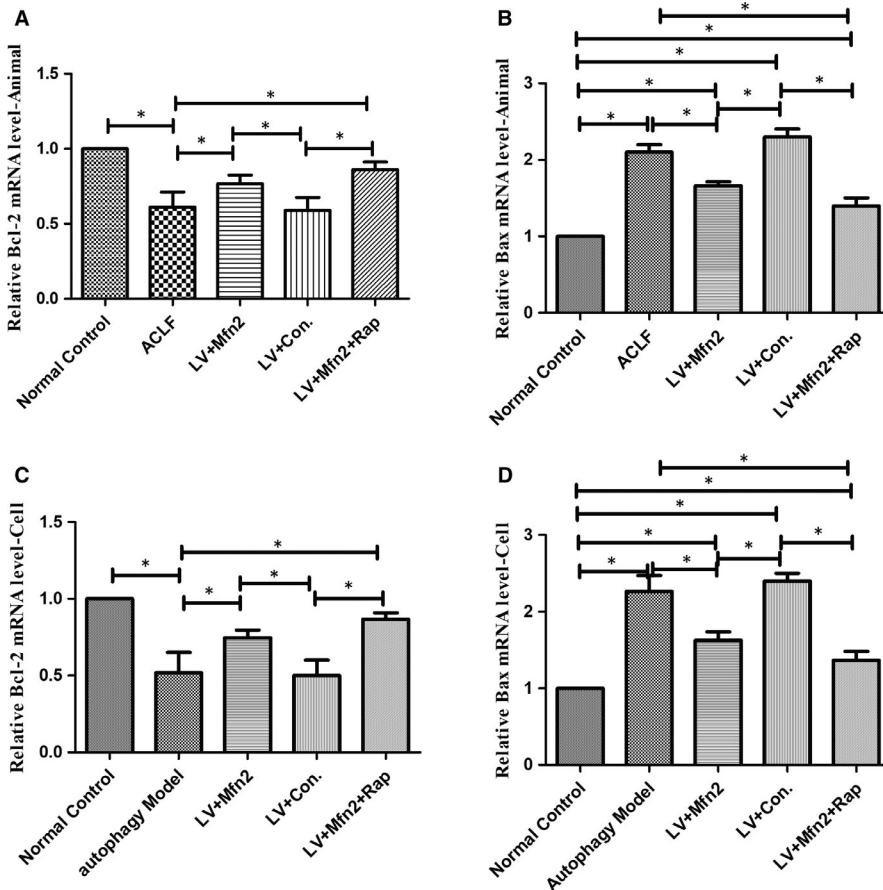 A
Relative Bcl-2 mRNA level-Animal
1.5
1.0
0.5
0.0
* * * * *
Normal Control
ACLF
LV+Mfn2
LV+Con.
LV+Mfn2+Rap
B
Relative Bax mRNA level-Animal
3
2
1
0
* * * * * * * *
Normal Control
ACLF
LV+Mfn2
LV+Con.
LV+Mfn2+Rap
C
Relative Bcl-2 mRNA level-Cell
1.5
1.0
0.5
0.0
* * * * *
Normal Control
autophagy Model
LV+Mfn2
LV+Con.
LV+Mfn2+Rap
D
Relative Bax mRNA level-Cell
3
2
1
0
* * * * * * * *
Normal Control
Autophagy Model
LV+Mfn2
LV+Con.
LV+Mfn2+Rap